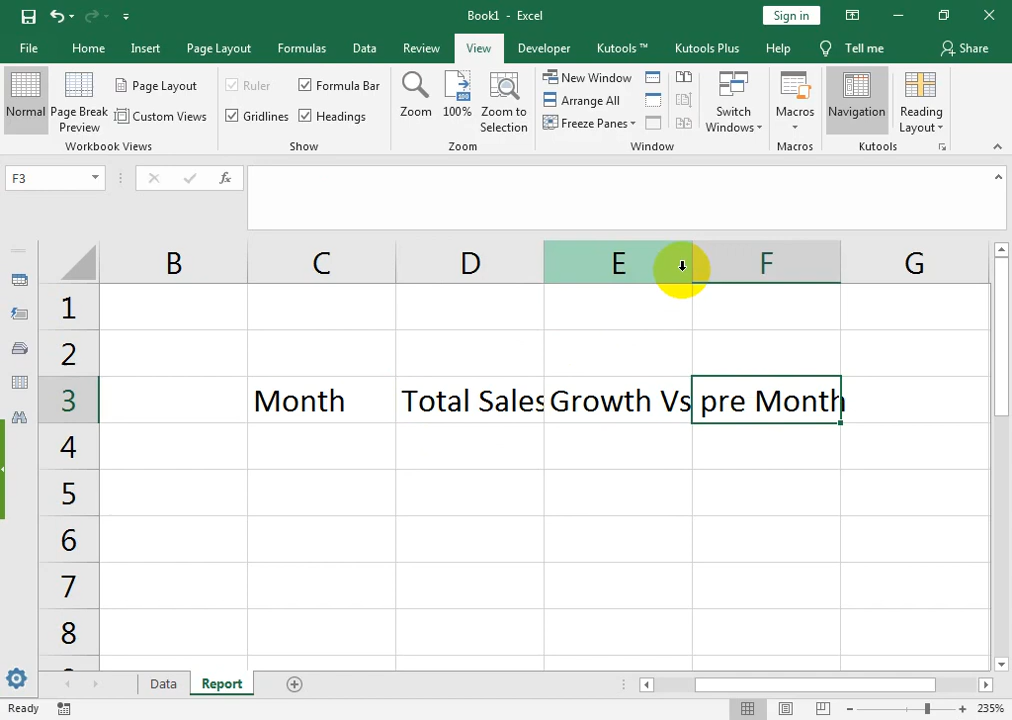 Book1 - Excel
Sign in
File Home Insert Page Layout Formulas Data Review View Developer Kutools ™ Kutools Plus Help Tell me Share
Normal
Page Break Preview
Page Layout
Custom Views
Workbook Views
Ruler
Formula Bar
Gridlines
Headings
Show
Zoom
100%
Zoom to Selection
Zoom
New Window
Arrange All
Freeze Panes
Switch Windows
Window
Macros
Macros
Navigation
Reading Layout
Kutools
F3
fx
B C D E F G
1
2
3 Month Total Sales Growth Vs pre Month
4
5
6
7
8
Data Report
Ready
235%